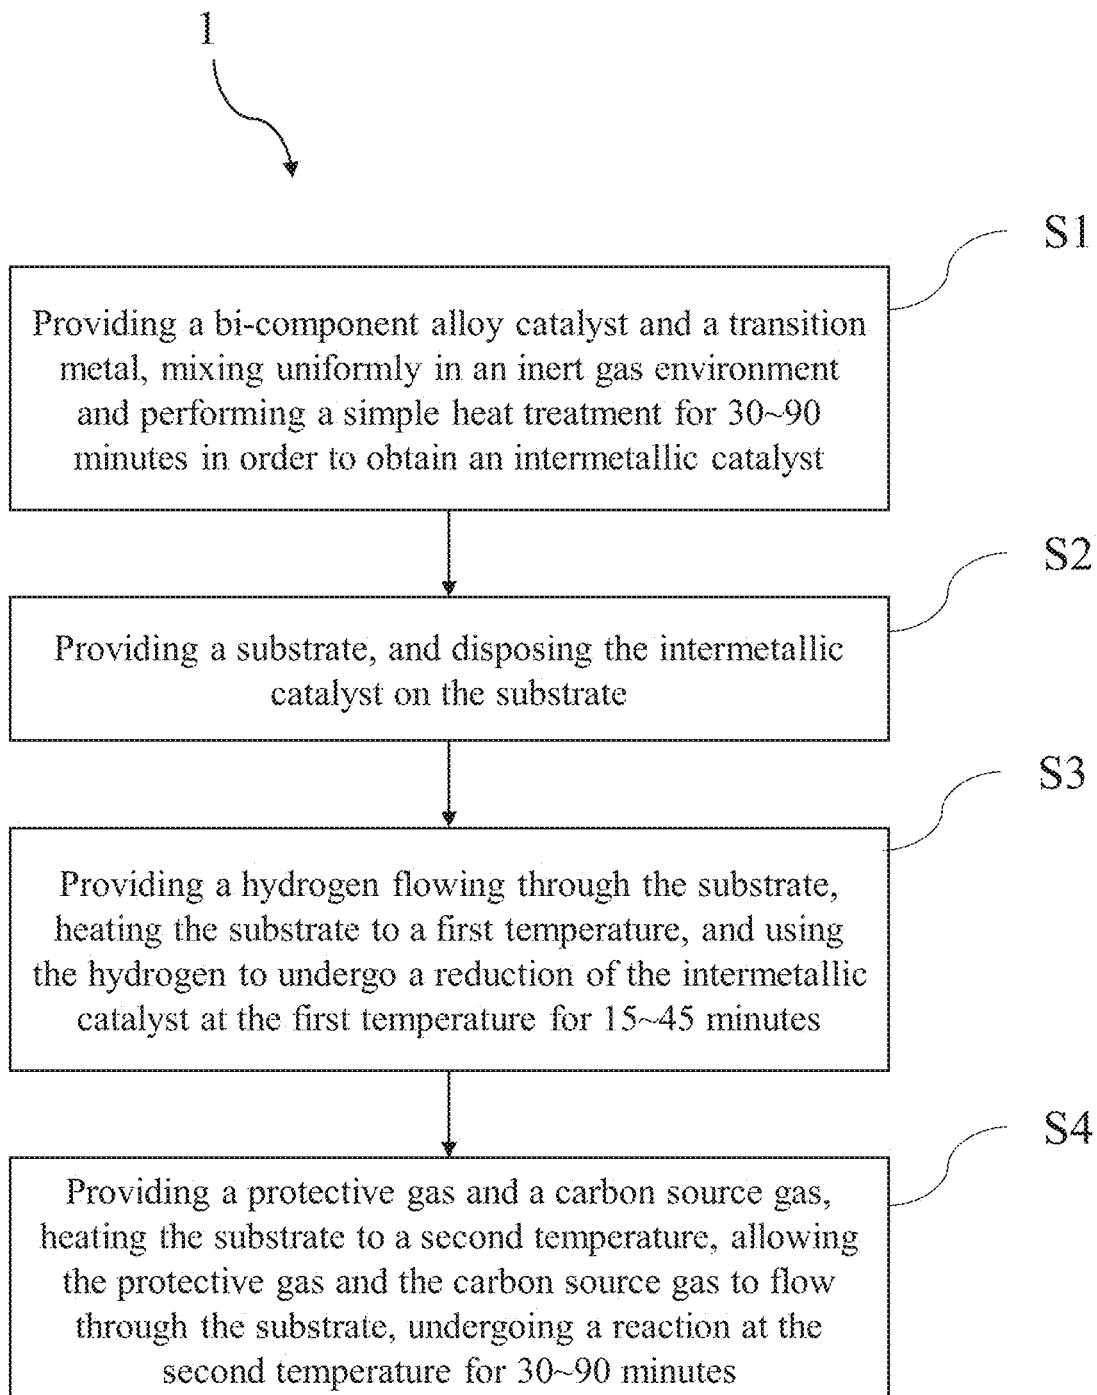 1
S1
Providing a bi-component alloy catalyst and a transition
metal, mixing uniformly in an inert gas environment
and performing a simple heat treatment for 30~90
minutes in order to obtain an intermetallic catalyst
S2
Providing a substrate, and disposing the intermetallic
catalyst on the substrate
S3
Providing a hydrogen flowing through the substrate,
heating the substrate to a first temperature, and using
the hydrogen to undergo a reduction of the intermetallic
catalyst at the first temperature for 15~45 minutes
S4
Providing a protective gas and a carbon source gas,
heating the substrate to a second temperature, allowing
the protective gas and the carbon source gas to flow
through the substrate, undergoing a reaction at the
second temperature for 30~90 minutes